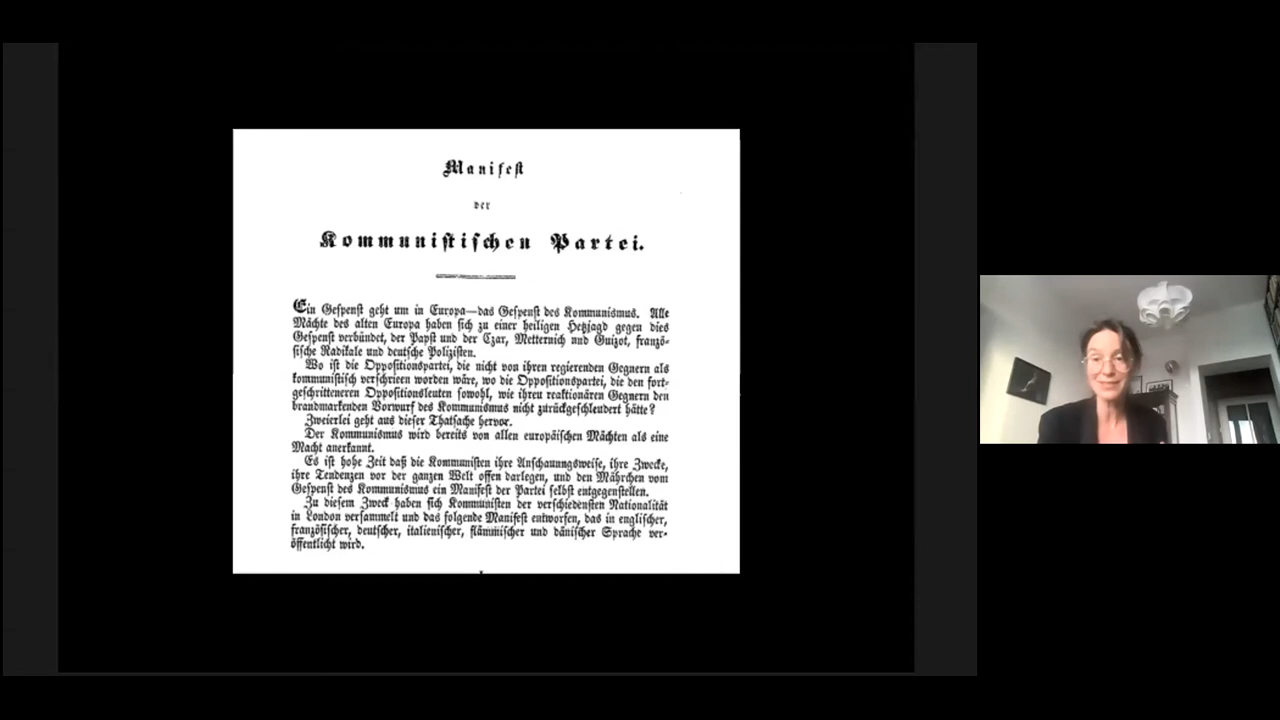 Manifest
der
Kommunistischen Partei.
Ein Gespenst geht um in Europa—das Gespenst des Kommunismus. Alle
Mächte des alten Europa haben sich zu einer heiligen Hetzjagd gegen dies
Gespenst verbündet, der Papst und der Czar, Metternich und Guizot, franzö-
sische Radikale und deutsche Polizisten.
Wo ist die Oppositionspartei, die nicht von ihren regierenden Gegnern als
kommunistisch verschrieen worden wäre, wo die Oppositionspartei, die den fort-
geschritteneren Oppositionsleuten sowohl, wie ihreu reaktionären Gegnern den
brandmarkenden Vorwurf des Kommunismus nicht zurückgeschleudert hätte?
Zweierlei geht aus dieser Thatsache hervor.
Der Kommunismus wird bereits von allen europäischen Mächten als eine
Macht anerkannt.
Es ist hohe Zeit daß die Kommunisten ihre Anschauungsweise, ihre Zwecke,
ihre Tendenzen vor der ganzen Welt offen darlegen, und den Mährchen vom
Gespenst des Kommunismus ein Manifest der Partei selbst entgegenstellen.
Zu diesem Zweck haben sich Kommunisten der verschiedensten Nationalität
in London versammelt und das folgende Manifest entworfen, das in englischer,
französischer, deutscher, italienischer, flämmischer und dänischer Sprache ver-
öffentlicht wird.